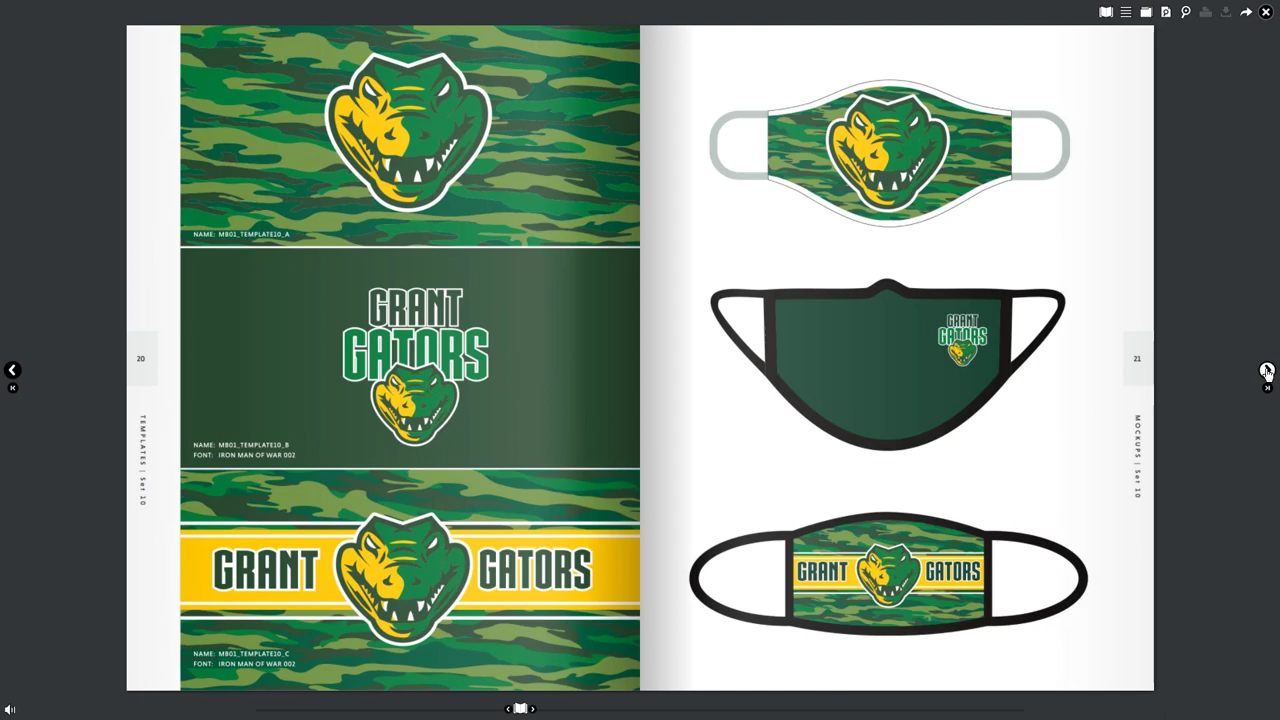 NAME: MB01_TEMPLATE10_A
GRANT
GATORS
NAME: MB01_TEMPLATE10_B
FONT: IRON MAN OF WAR 002
GRANT GATORS
NAME: MB01_TEMPLATE10_C
FONT: IRON MAN OF WAR 002
20
TEMPLATES | Set 10
GRANT
GATORS
GRANT GATORS
21
MOCKUPS | Set 10